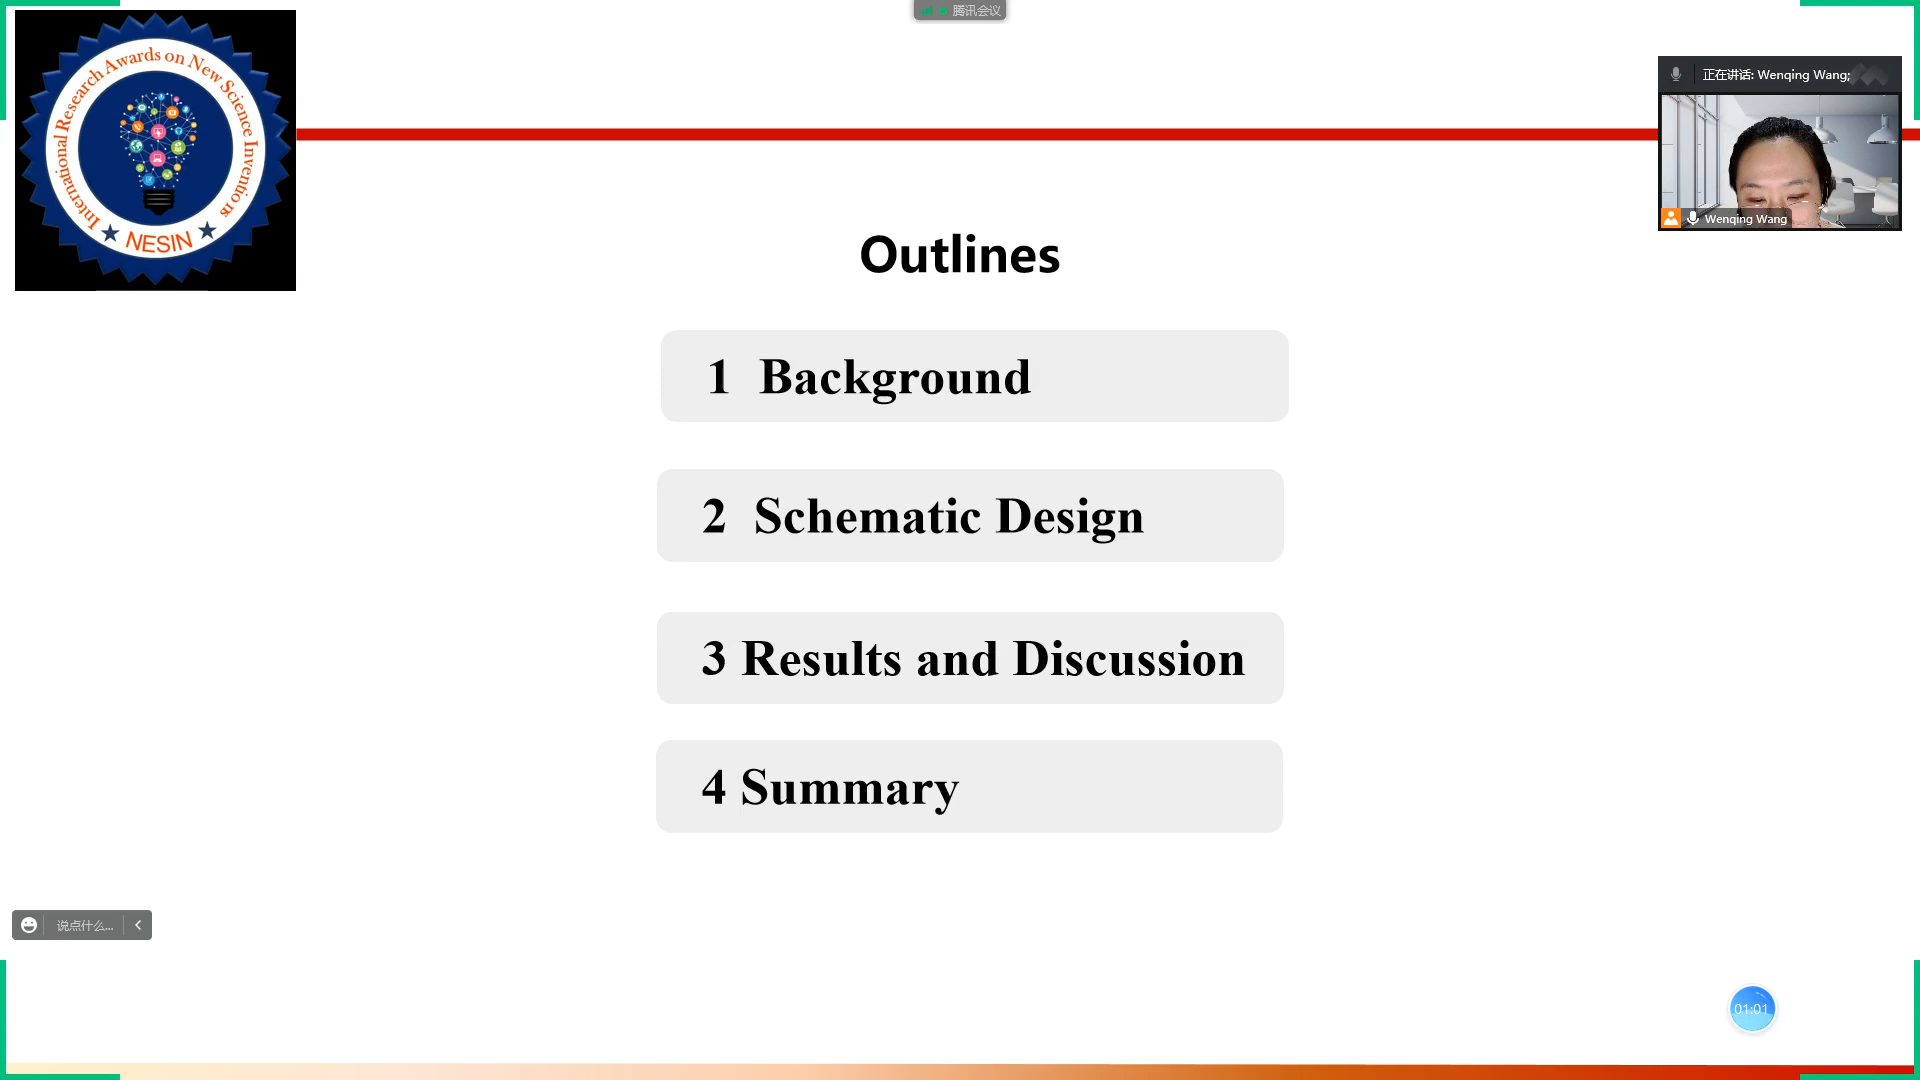 腾讯会议
International Research Awards on New Science Inventions
NESIN
正在讲话: Wenqing Wang;
Wenqing Wang
Outlines
1 Background
2 Schematic Design
3 Results and Discussion
4 Summary
说点什么...
01:01